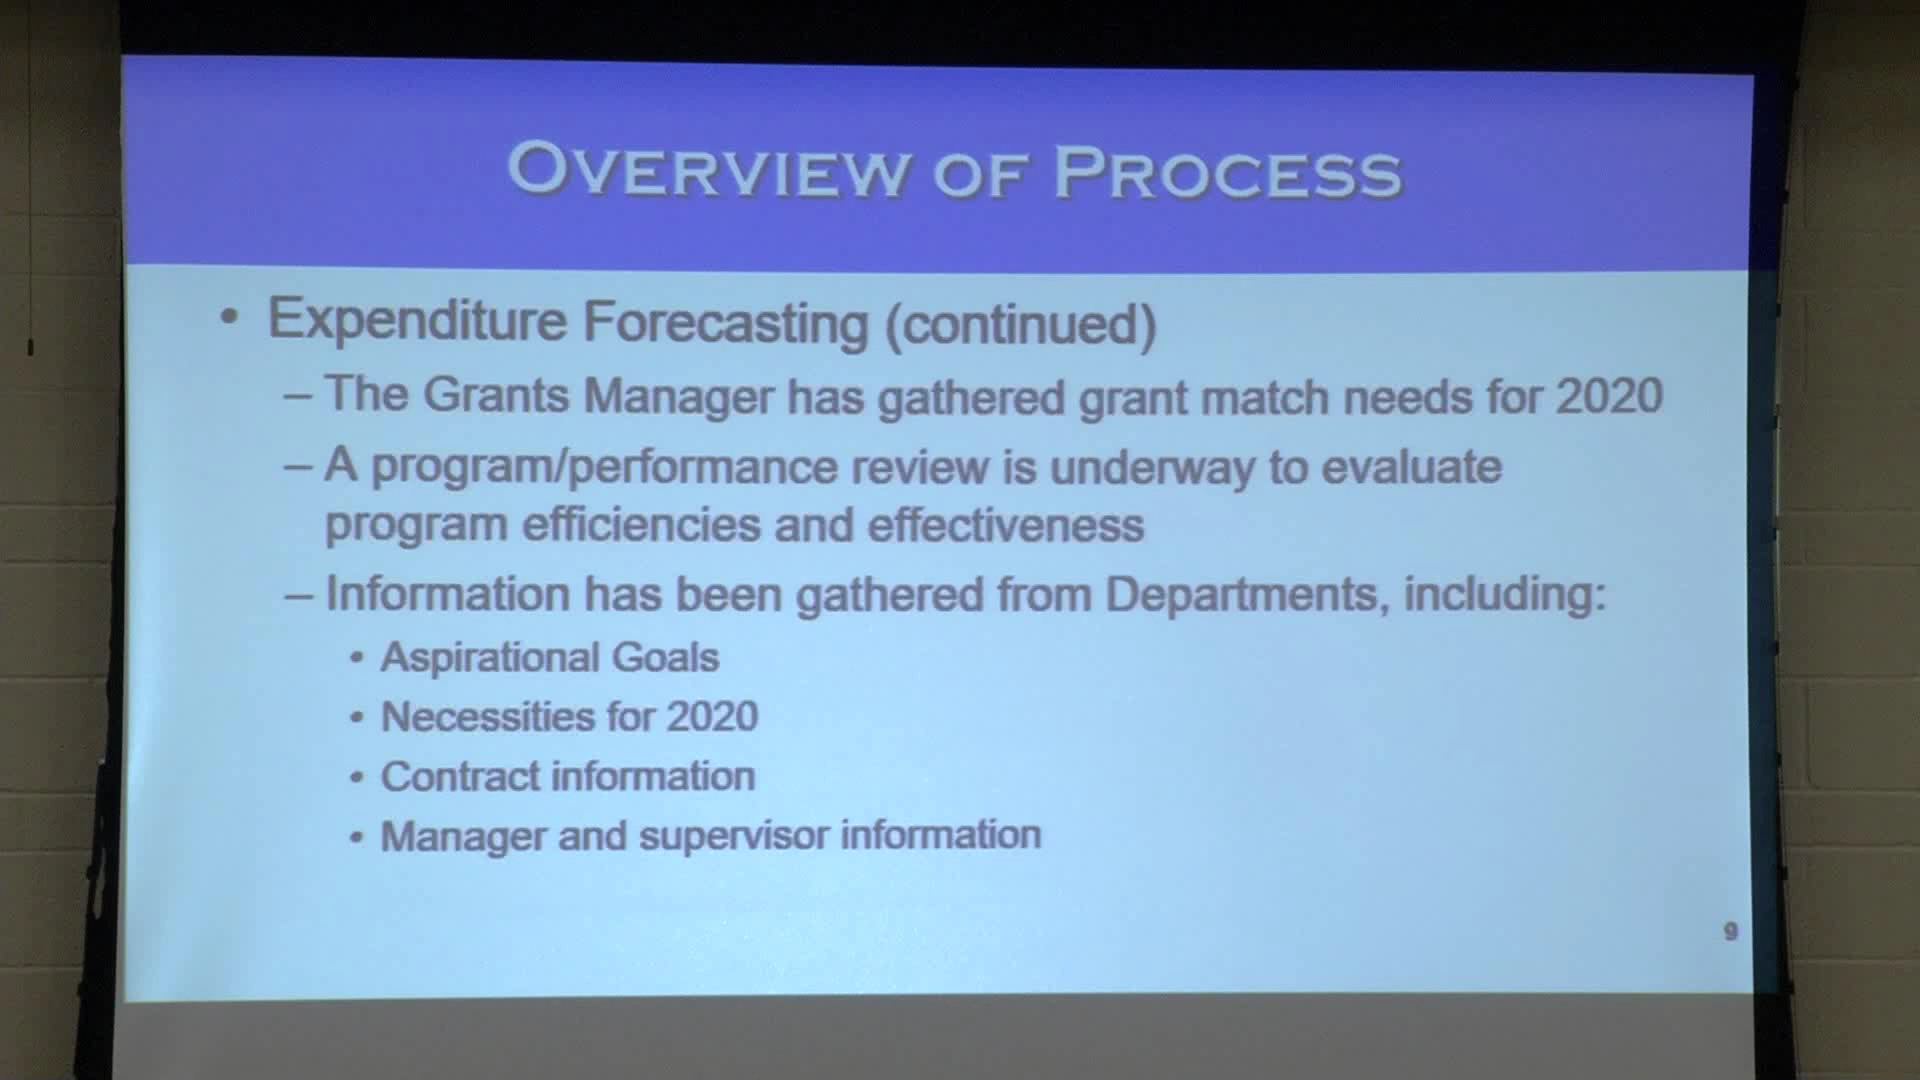 OVERVIEW OF PROCESS
• Expenditure Forecasting (continued)
– The Grants Manager has gathered grant match needs for 2020
– A program/performance review is underway to evaluate
program efficiencies and effectiveness
– Information has been gathered from Departments, including:
• Aspirational Goals
• Necessities for 2020
• Contract information
• Manager and supervisor information
9